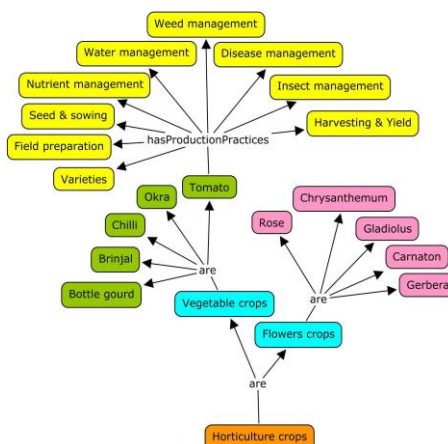 Weed management
Water management
Disease management
Nutrient management
Insect management
Seed & sowing
Harvesting & Yield
hasProductionPractices
Field preparation
Varieties
Tomato
Okra
Chrysanthemum
Rose
Chilli
Gladiolus
Brinjal
Carnaton
are
Gerbera
Bottle gourd
are
Vegetable crops
Flowers crops
are
Horticulture crops